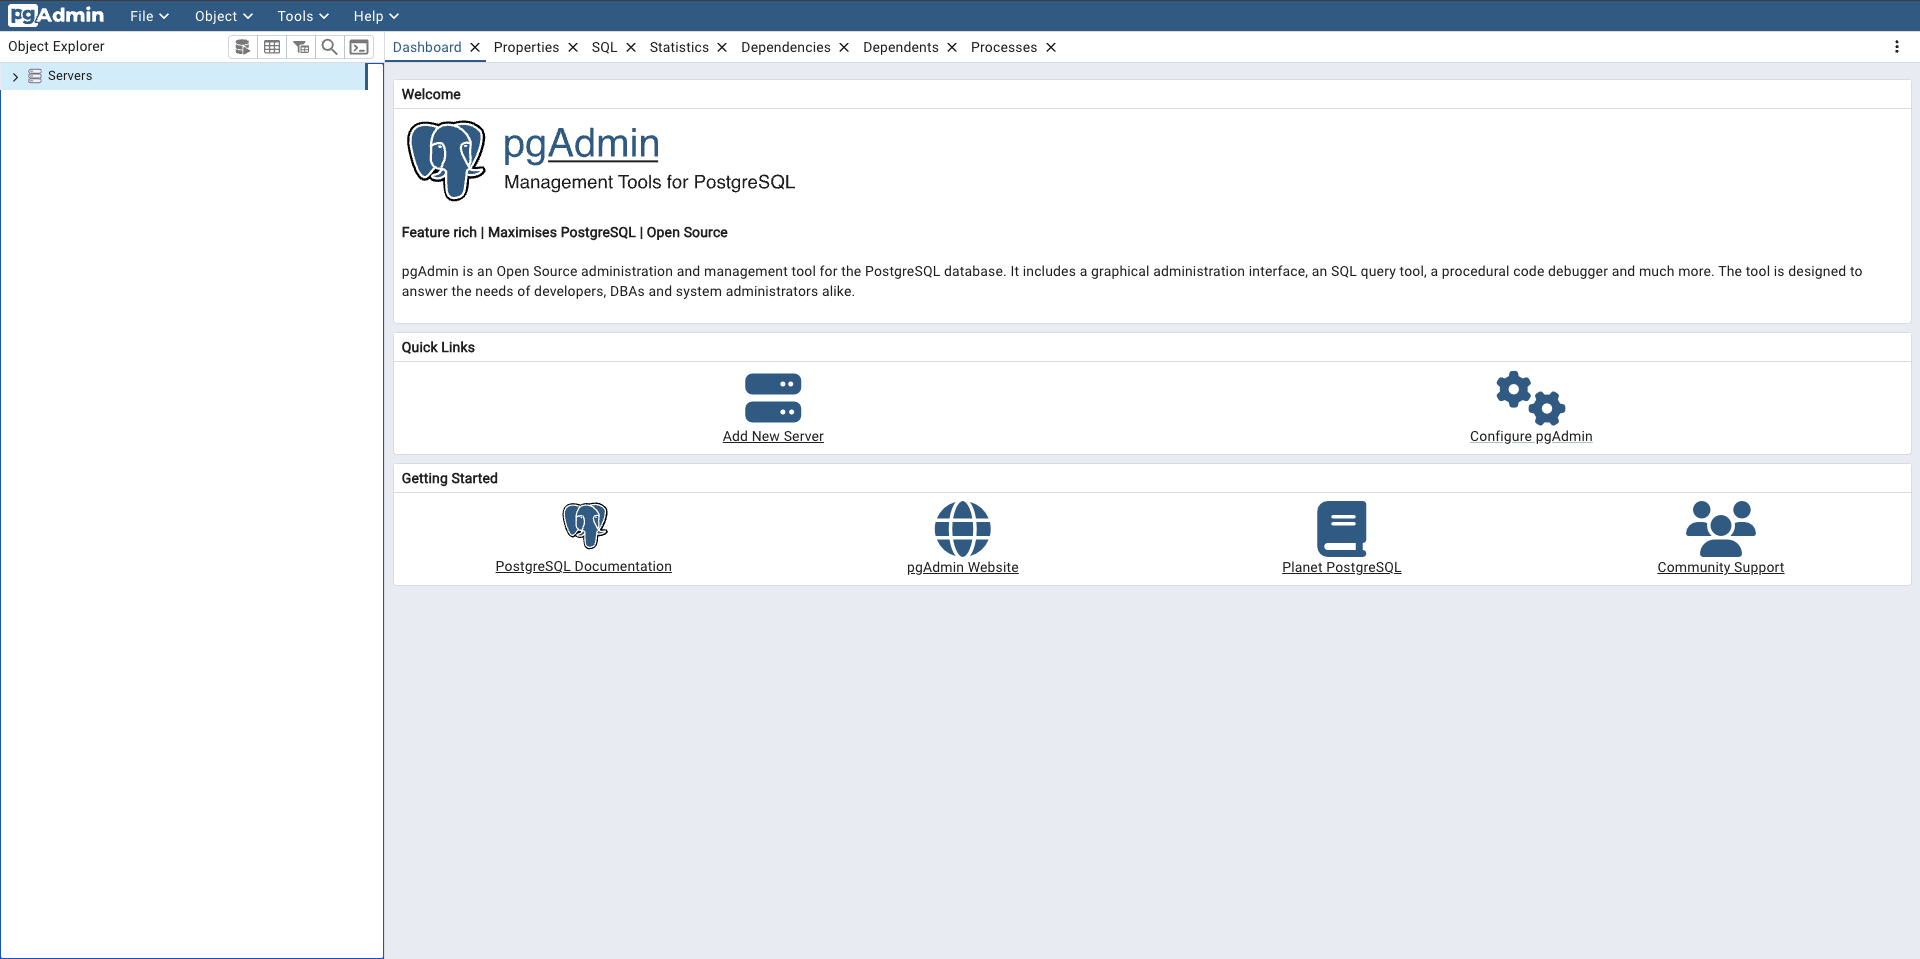 pgAdmin File Object Tools Help
Object Explorer
Dashboard Properties SQL Statistics Dependencies Dependents Processes
Servers
Welcome
pgAdmin
Management Tools for PostgreSQL
Feature rich | Maximises PostgreSQL | Open Source
pgAdmin is an Open Source administration and management tool for the PostgreSQL database. It includes a graphical administration interface, an SQL query tool, a procedural code debugger and much more. The tool is designed to
answer the needs of developers, DBAs and system administrators alike.
Quick Links
Add New Server
Configure pgAdmin
Getting Started
PostgreSQL Documentation
pgAdmin Website
Planet PostgreSQL
Community Support